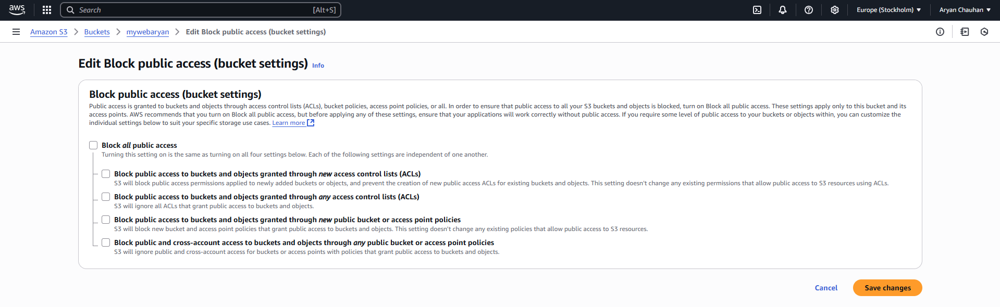 aws
Search [Alt+S]
Europe (Stockholm) Aryan Chauhan
Amazon S3 Buckets mywebaryan Edit Block public access (bucket settings)
Edit Block public access (bucket settings) Info
Block public access (bucket settings)
Public access is granted to buckets and objects through access control lists (ACLs), bucket policies, access point policies, or all. In order to ensure that public access to all your S3 buckets and objects is blocked, turn on Block all public access. These settings apply only to this bucket and its
access points. AWS recommends that you turn on Block all public access, but before applying any of these settings, ensure that your applications will work correctly without public access. If you require some level of public access to your buckets or objects within, you can customize the
individual settings below to suit your specific storage use cases. Learn more
Block all public access
Turning this setting on is the same as turning on all four settings below. Each of the following settings are independent of one another.
Block public access to buckets and objects granted through new access control lists (ACLs)
S3 will block public access permissions applied to newly added buckets or objects, and prevent the creation of new public access ACLs for existing buckets and objects. This setting doesn't change any existing permissions that allow public access to S3 resources using ACLs.
Block public access to buckets and objects granted through any access control lists (ACLs)
S3 will ignore all ACLs that grant public access to buckets and objects.
Block public access to buckets and objects granted through new public bucket or access point policies
S3 will block new bucket and access point policies that grant public access to buckets and objects. This setting doesn't change any existing policies that allow public access to S3 resources.
Block public and cross-account access to buckets and objects through any public bucket or access point policies
S3 will ignore public and cross-account access for buckets or access points with policies that grant public access to buckets and objects.
Cancel Save changes